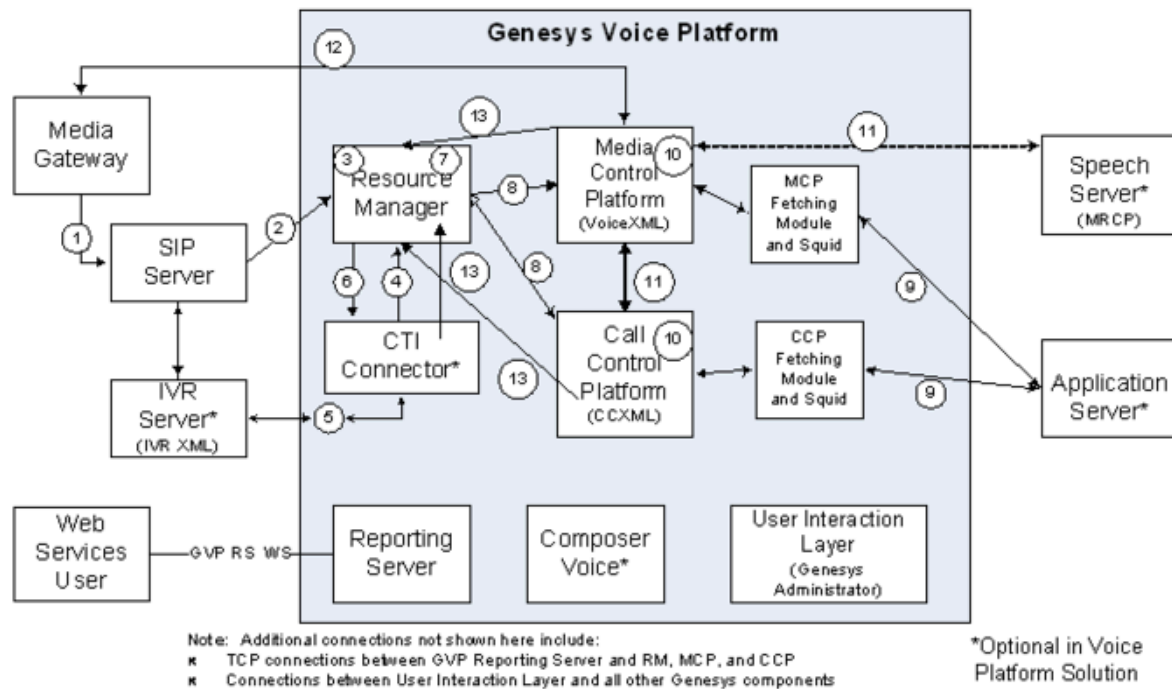 Genesys Voice Platform
12
Media
Gateway
13
3
7
Resource
Manager
8
Media
Control
Platform
(VoiceXML)
10
11
Speech
Server*
(MRCP)
MCP
Fetching
Module
and Squid
1
SIP
Server
2
6
4
13
8
11
9
CTI
Connector*
Call
Control
Platform
(CCXML)
10
CCP
Fetching
Module
and Squid
9
Application
Server*
IVR
Server*
(IVR XML)
5
13
Web
Services
User
GVP RS WS
Reporting
Server
Composer
Voice*
User Interaction
Layer
(Genesys
Administrator)
Note: Additional connections not shown here include:
ĸ TCP connections between GVP Reporting Server and RM, MCP, and CCP
ĸ Connections between User Interaction Layer and all other Genesys components
*Optional in Voice
Platform Solution